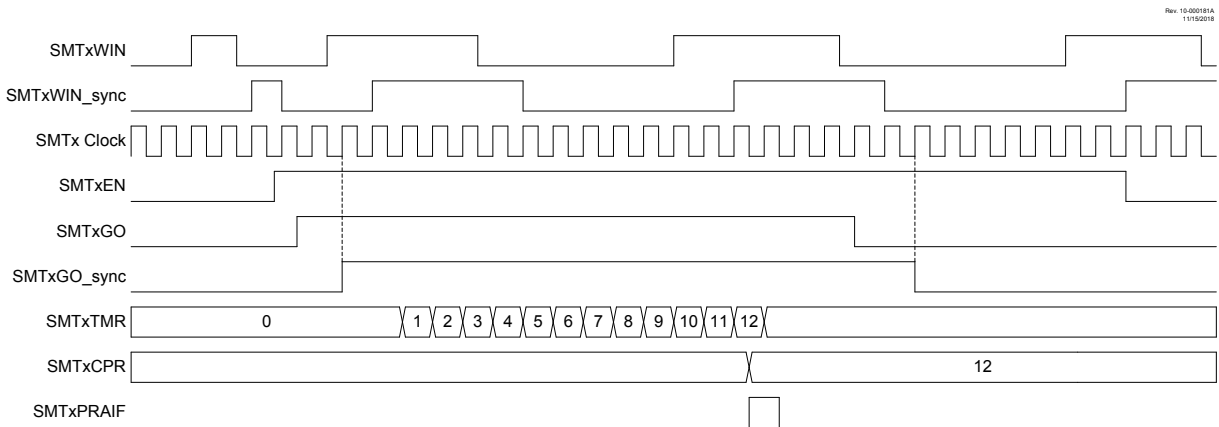 Rev. 10-000181A
11/15/2018
SMTxWIN
SMTxWIN_sync
SMTx Clock
SMTxEN
SMTxGO
SMTxGO_sync
SMTxTMR 0 1 2 3 4 5 6 7 8 9 10 11 12
SMTxCPR 12
SMTxPRAIF